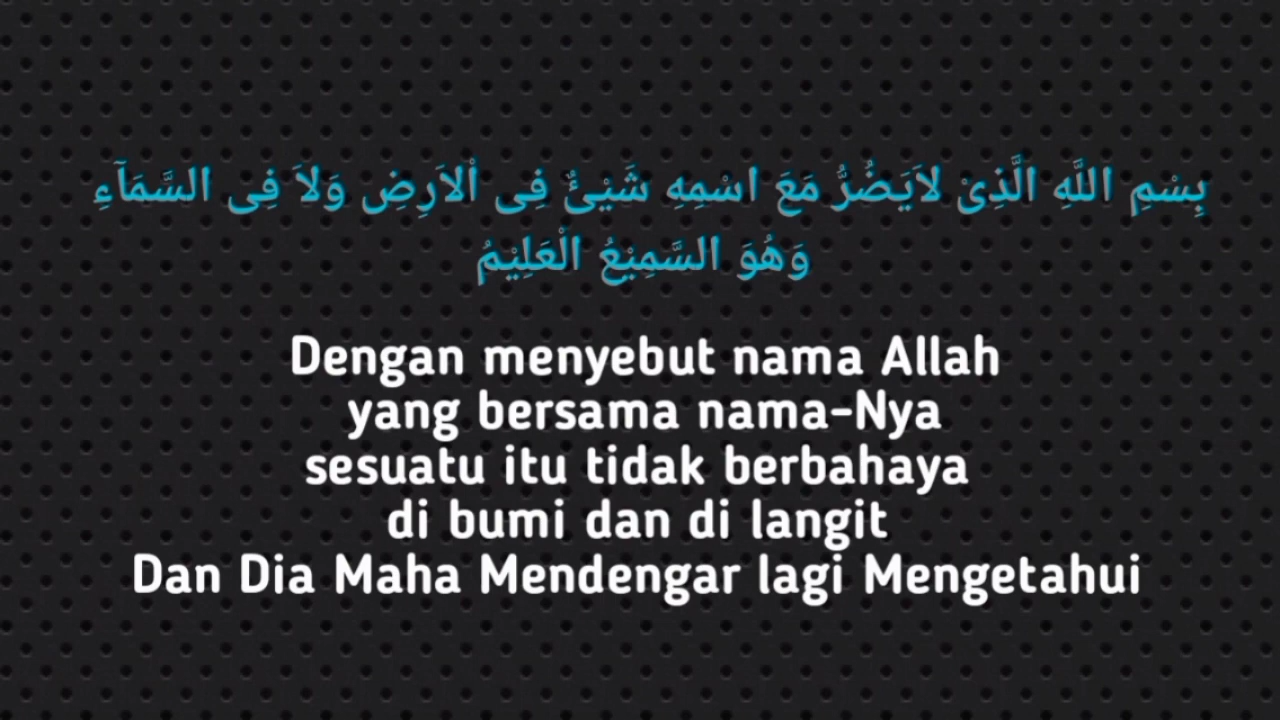 بِسْمِ اللَّهِ الَّذِىْ لاَيَضُرُّ مَعَ اسْمِهِ شَيْئٌ فِى اْلاَرِضِ وَلاَ فِى السَّمَآءِ
وَهُوَ السَّمِيْعُ الْعَلِيْمُ
Dengan menyebut nama Allah
yang bersama nama-Nya
sesuatu itu tidak berbahaya
di bumi dan di langit
Dan Dia Maha Mendengar lagi Mengetahui